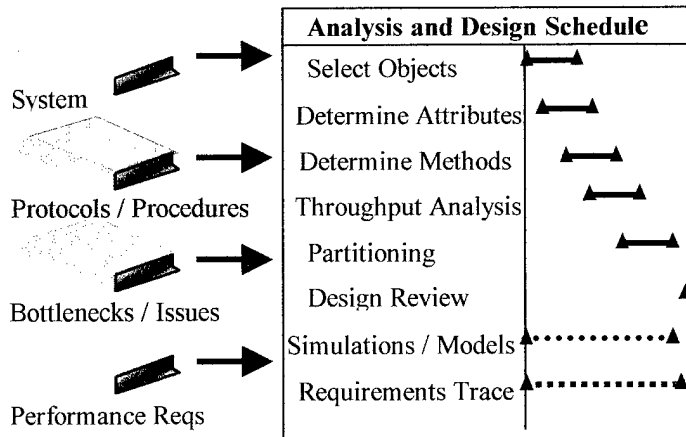 Analysis and Design Schedule
System
Protocols / Procedures
Bottlenecks / Issues
Performance Reqs
Select Objects
Determine Attributes
Determine Methods
Throughput Analysis
Partitioning
Design Review
Simulations / Models
Requirements Trace